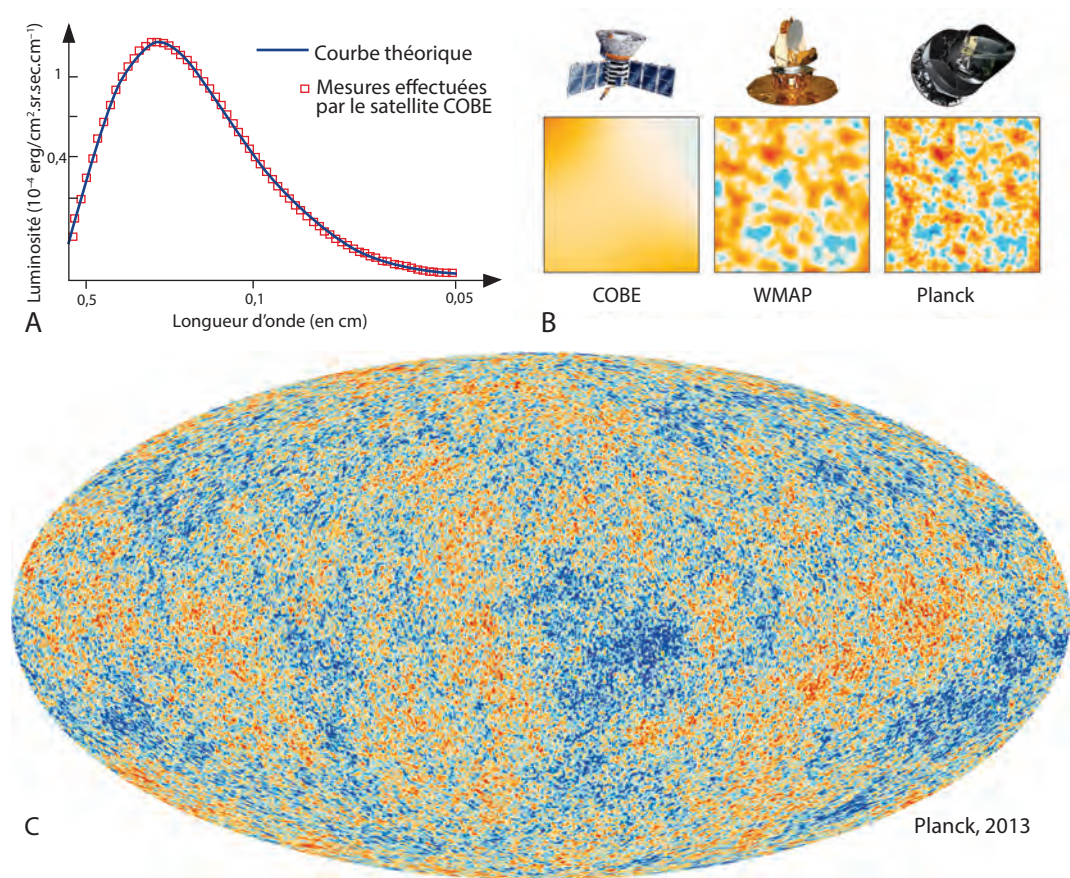 Luminosité (10⁻⁴ erg/cm².sr.sec.cm⁻¹)
1
0,4
Courbe théorique
Mesures effectuées
par le satellite COBE
0,5
0,1
0,05
Longueur d'onde (en cm)
A
COBE
WMAP
Planck
B
C
Planck, 2013